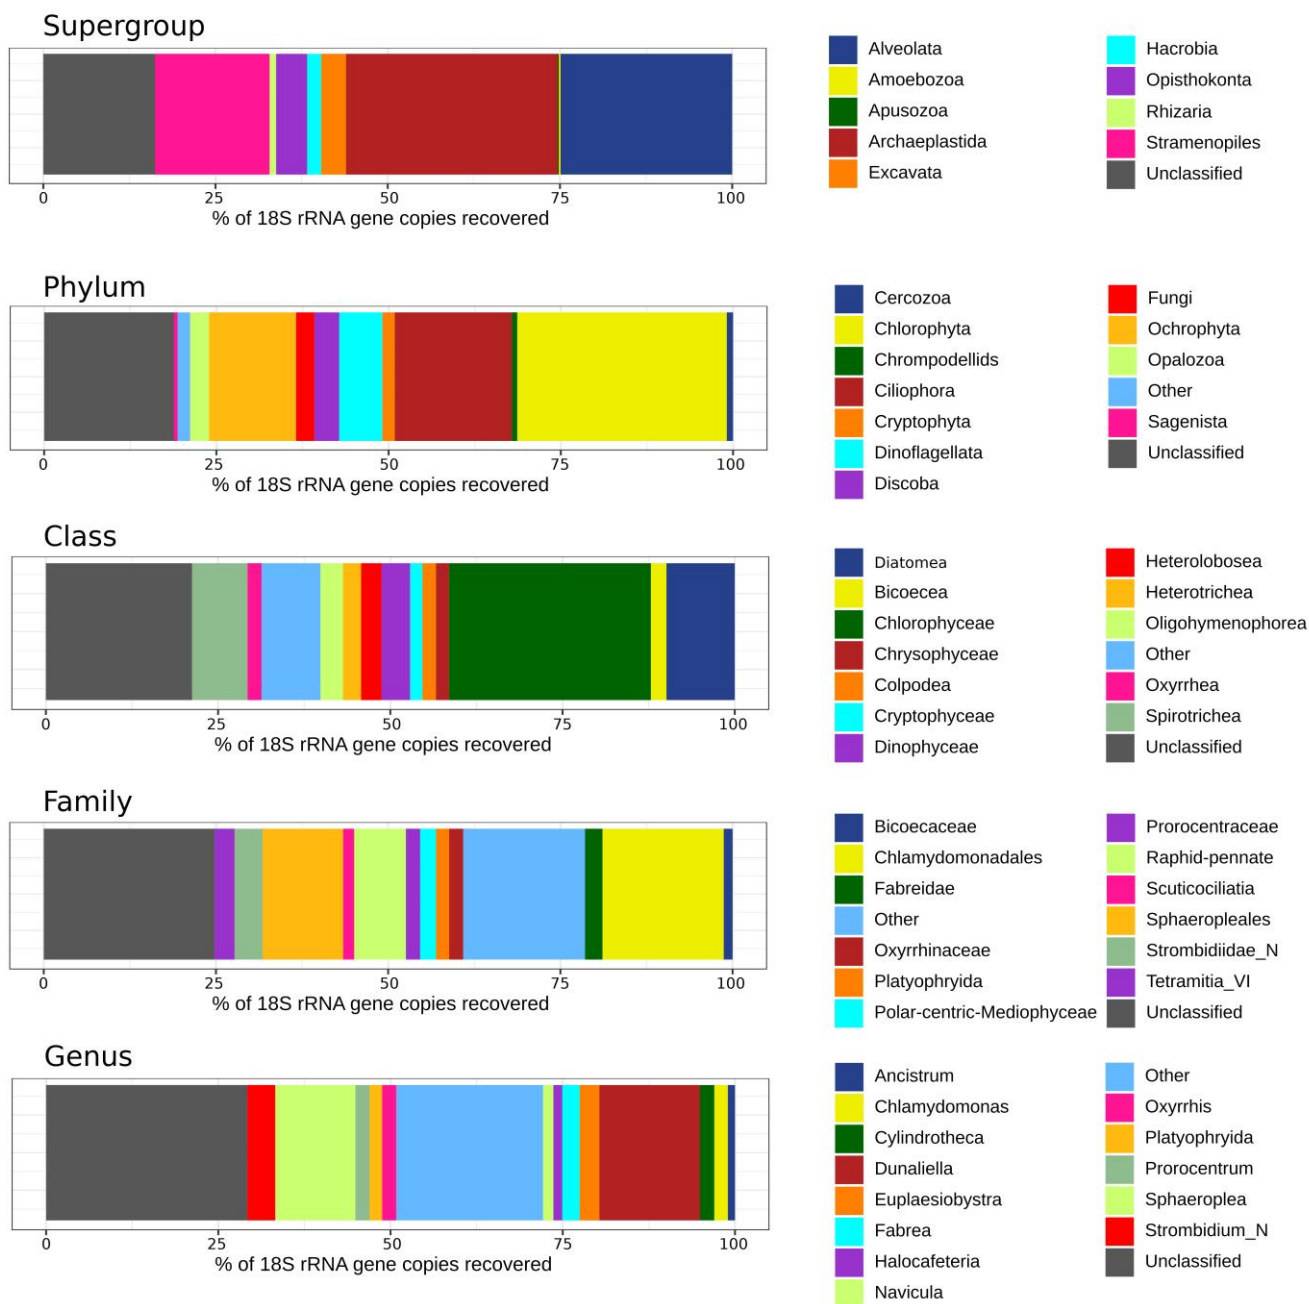 Supergroup
0 25 50 75 100
% of 18S rRNA gene copies recovered
Alveolata
Amoebozoa
Apusozoa
Archaeplastida
Excavata
Hacrobia
Opisthokonta
Rhizaria
Stramenopiles
Unclassified
Phylum
0 25 50 75 100
% of 18S rRNA gene copies recovered
Cercozoa
Chlorophyta
Chrompodellids
Ciliophora
Cryptophyta
Dinoflagellata
Discoba
Fungi
Ochrophyta
Opalozoa
Other
Sagenista
Unclassified
Class
0 25 50 75 100
% of 18S rRNA gene copies recovered
Diatomea
Bicoecea
Chlorophyceae
Chrysophyceae
Colpodea
Cryptophyceae
Dinophyceae
Heterolobosea
Heterotrichea
Oligohymenophorea
Other
Oxyrrhea
Spirotrichea
Unclassified
Family
0 25 50 75 100
% of 18S rRNA gene copies recovered
Bicoecaceae
Chlamydomonadales
Fabreidae
Other
Oxyrrhinaceae
Platyophryida
Polar-centric-Mediophyceae
Prorocentraceae
Raphid-pennate
Scuticociliatia
Sphaeropleales
Strombidiidae_N
Tetramitia_VI
Unclassified
Genus
0 25 50 75 100
% of 18S rRNA gene copies recovered
Ancistrum
Chlamydomonas
Cylindrotheca
Dunaliella
Euplaesiobystra
Fabrea
Halocafeteria
Navicula
Other
Oxyrrhis
Platyophryida
Prorocentrum
Sphaeroplea
Strombidium_N
Unclassified